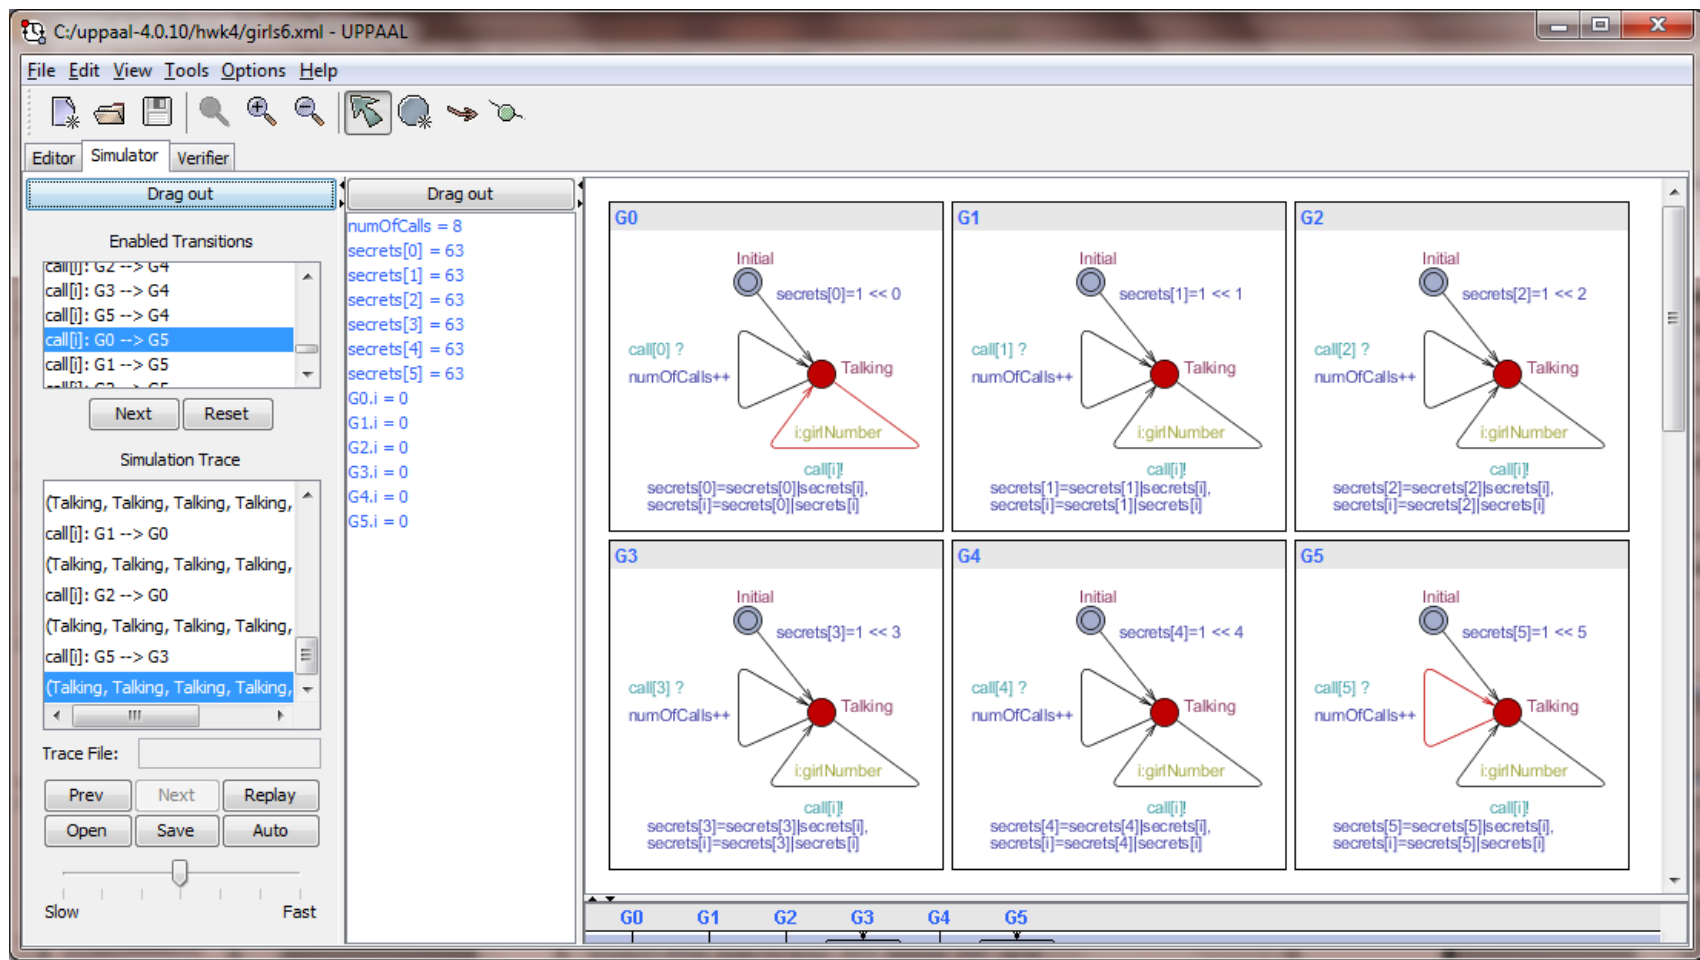 C:/uppaal-4.0.10/hwk4/girls6.xml - UPPAAL
File Edit View Tools Options Help
Editor Simulator Verifier
Drag out
Enabled Transitions
call[i]: G2 --> G4
call[i]: G3 --> G4
call[i]: G5 --> G4
call[i]: G0 --> G5
call[i]: G1 --> G5
Next Reset
Simulation Trace
(Talking, Talking, Talking, Talking,
call[i]: G1 --> G0
(Talking, Talking, Talking, Talking,
call[i]: G2 --> G0
(Talking, Talking, Talking, Talking,
call[i]: G5 --> G3
(Talking, Talking, Talking, Talking,
Trace File:
Prev Next Replay
Open Save Auto
Slow Fast
Drag out
numOfCalls = 8
secrets[0] = 63
secrets[1] = 63
secrets[2] = 63
secrets[3] = 63
secrets[4] = 63
secrets[5] = 63
G0.i = 0
G1.i = 0
G2.i = 0
G3.i = 0
G4.i = 0
G5.i = 0
G0
Initial
secrets[0]=1 << 0
call[0] ?
Talking
numOfCalls++
i:girlNumber
call[i]!
secrets[0]=secrets[0]|secrets[i],
secrets[i]=secrets[0]|secrets[i]
G1
Initial
secrets[1]=1 << 1
call[1] ?
Talking
numOfCalls++
i:girlNumber
call[i]!
secrets[1]=secrets[1]|secrets[i],
secrets[i]=secrets[1]|secrets[i]
G2
Initial
secrets[2]=1 << 2
call[2] ?
Talking
numOfCalls++
i:girlNumber
call[i]!
secrets[2]=secrets[2]|secrets[i],
secrets[i]=secrets[2]|secrets[i]
G3
Initial
secrets[3]=1 << 3
call[3] ?
Talking
numOfCalls++
i:girlNumber
call[i]!
secrets[3]=secrets[3]|secrets[i],
secrets[i]=secrets[3]|secrets[i]
G4
Initial
secrets[4]=1 << 4
call[4] ?
Talking
numOfCalls++
i:girlNumber
call[i]!
secrets[4]=secrets[4]|secrets[i],
secrets[i]=secrets[4]|secrets[i]
G5
Initial
secrets[5]=1 << 5
call[5] ?
Talking
numOfCalls++
i:girlNumber
call[i]!
secrets[5]=secrets[5]|secrets[i],
secrets[i]=secrets[5]|secrets[i]
G0 G1 G2 G3 G4 G5